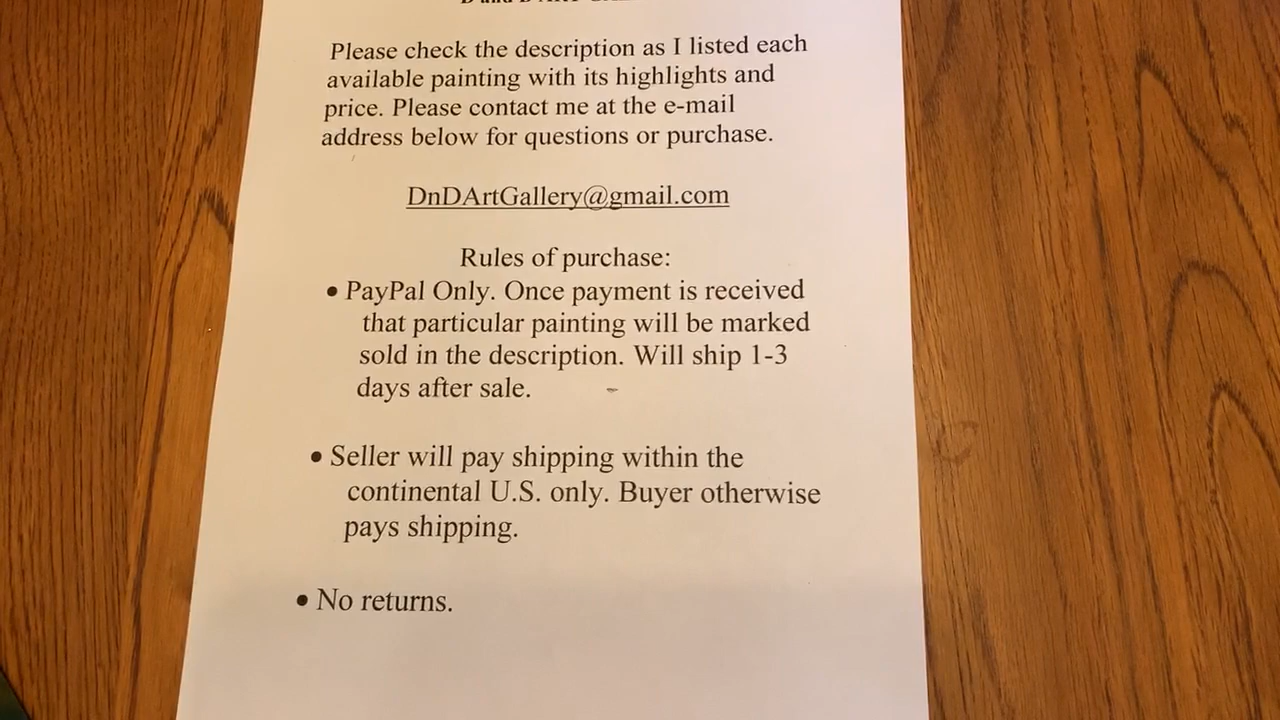 Please check the description as I listed each
available painting with its highlights and
price. Please contact me at the e-mail
address below for questions or purchase.
DnDArtGallery@gmail.com
Rules of purchase:
• PayPal Only. Once payment is received
that particular painting will be marked
sold in the description. Will ship 1-3
days after sale.
• Seller will pay shipping within the
continental U.S. only. Buyer otherwise
pays shipping.
• No returns.